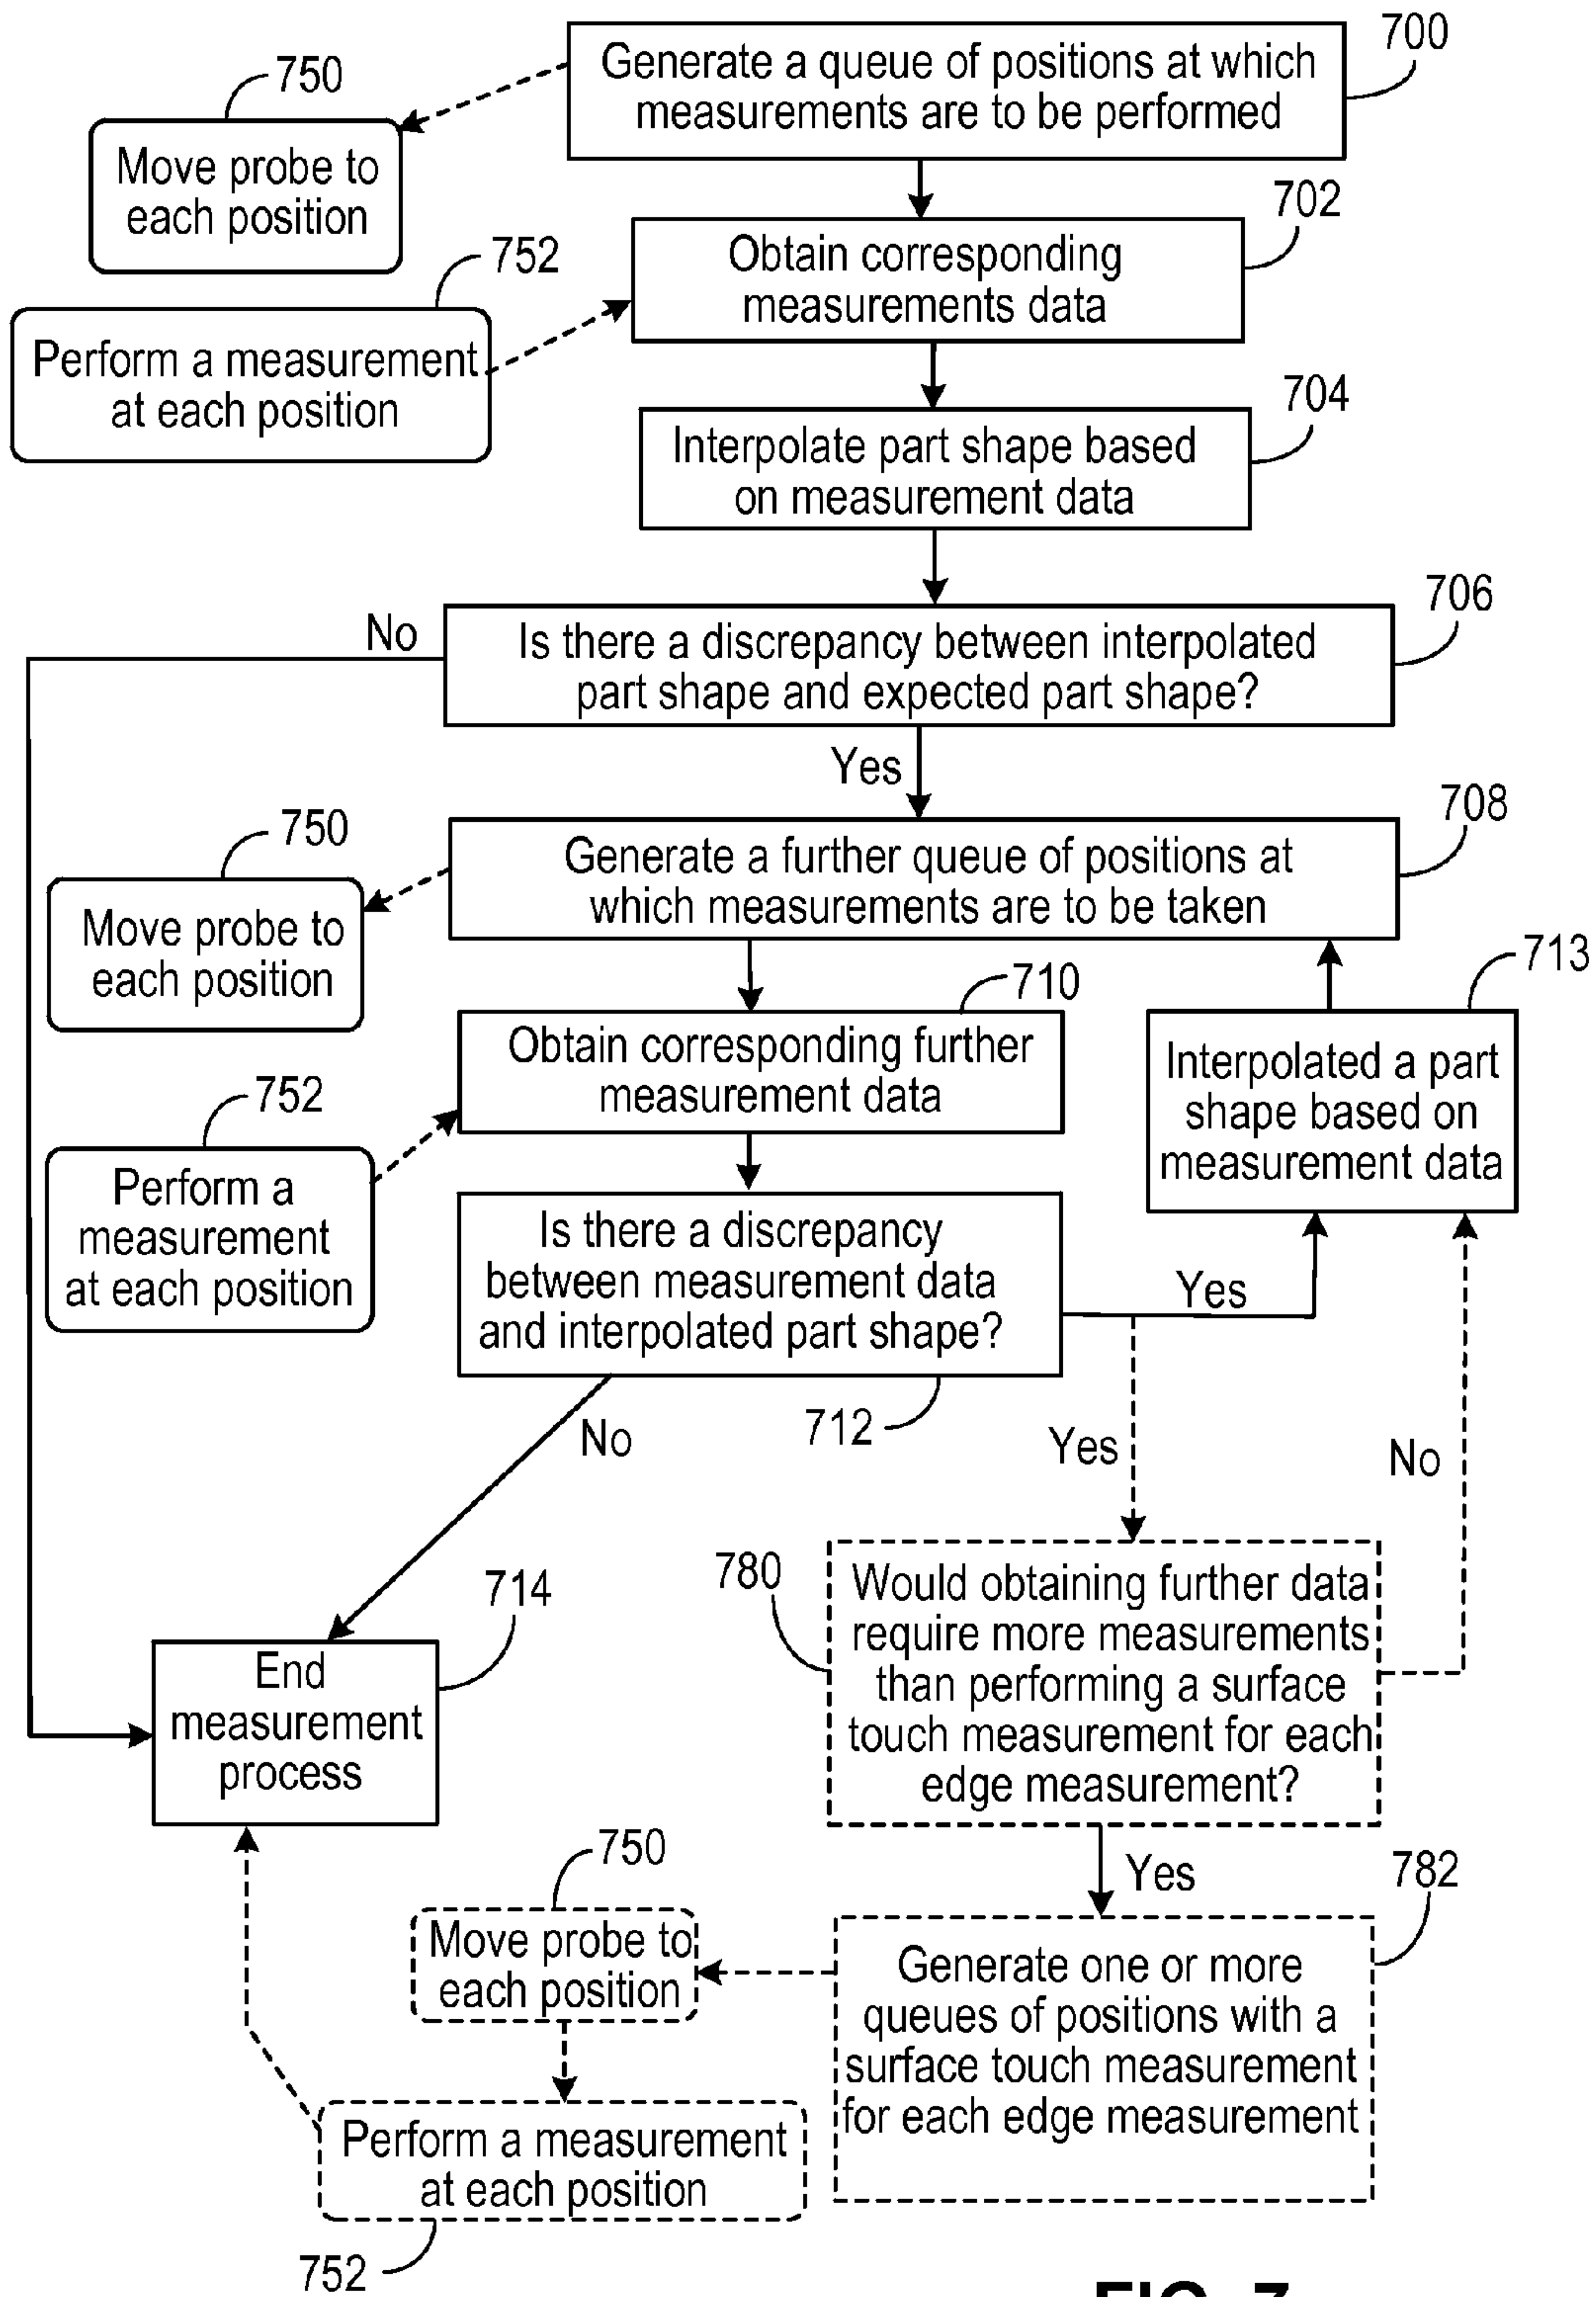 700
Generate a queue of positions at which
measurements are to be performed
750
Move probe to
each position
702
Obtain corresponding
measurements data
752
Perform a measurement
at each position
704
Interpolate part shape based
on measurement data
706
No
Is there a discrepancy between interpolated
part shape and expected part shape?
Yes
708
Generate a further queue of positions at
which measurements are to be taken
750
Move probe to
each position
710
Obtain corresponding further
measurement data
713
Interpolated a part
shape based on
measurement data
752
Perform a
measurement
at each position
Is there a discrepancy
between measurement data
and interpolated part shape?
Yes
712
No
Yes
No
780
Would obtaining further data
require more measurements
than performing a surface
touch measurement for each
edge measurement?
714
End
measurement
process
Yes
782
Generate one or more
queues of positions with a
surface touch measurement
for each edge measurement
750
Move probe to
each position
Perform a measurement
at each position
752
FIG. 7